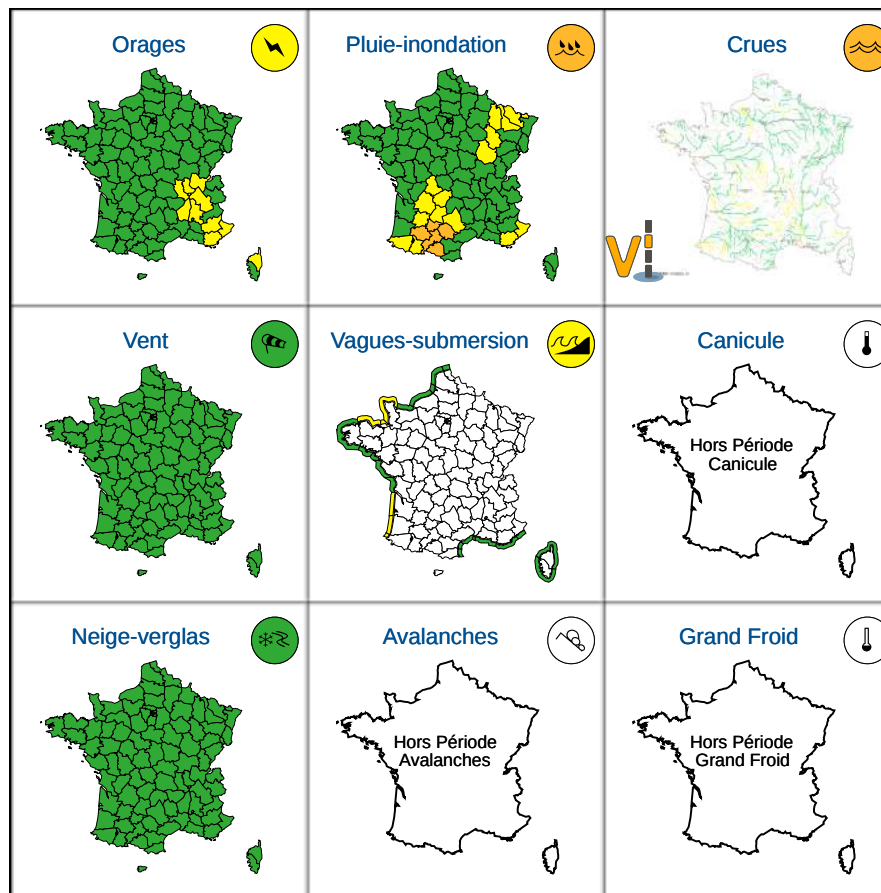 Orages
Pluie-inondation
Crues
Vi
Vent
Vagues-submersion
Canicule
Hors Période
Canicule
Neige-verglas
Avalanches
Grand Froid
Hors Période
Avalanches
Hors Période
Grand Froid